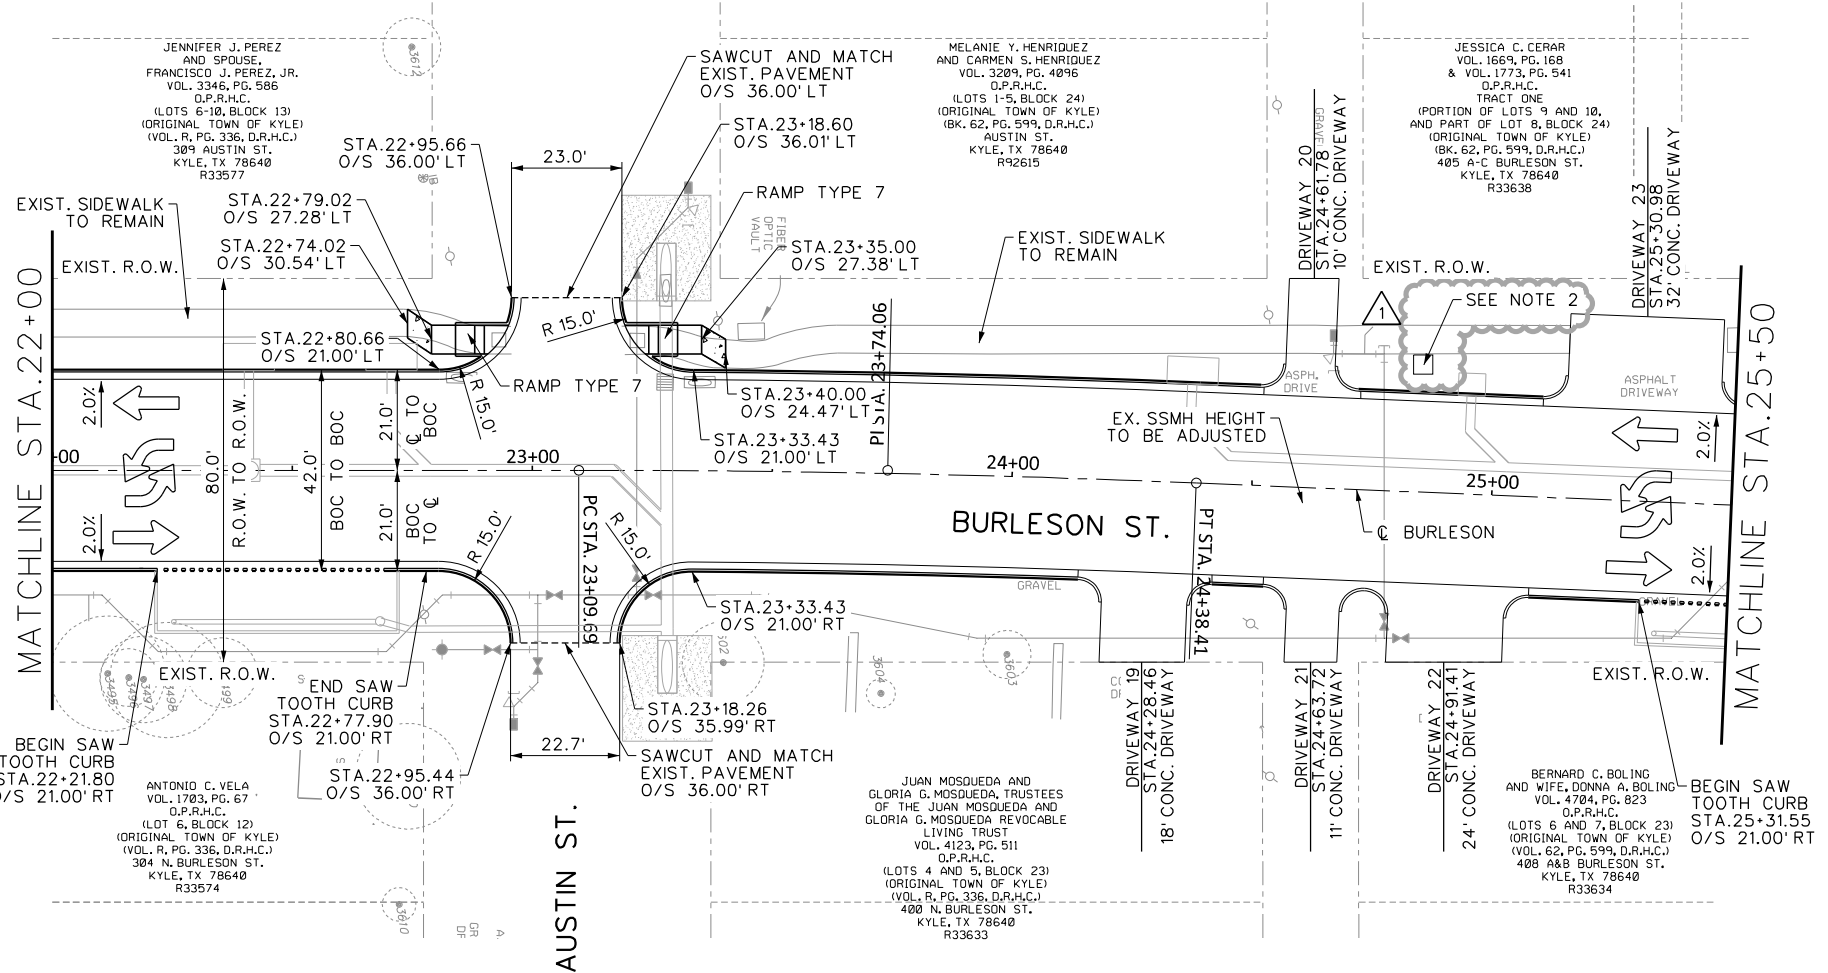 JENNIFER J. PEREZ
AND SPOUSE,
FRANCISCO J. PEREZ, JR.
VOL. 3346, PG. 586
O.P.R.H.C.
(LOTS 6-10, BLOCK 13)
(ORIGINAL TOWN OF KYLE)
(VOL. R, PG. 336, D.R.H.C.)
309 AUSTIN ST.
KYLE, TX 78640
R33577
3612
SAWCUT AND MATCH
EXIST. PAVEMENT
O/S 36.00' LT
MELANIE Y. HENRIQUEZ
AND CARMEN S. HENRIQUEZ
VOL. 3209, PG. 4096
O.P.R.H.C.
(LOTS 1-5, BLOCK 24)
(ORIGINAL TOWN OF KYLE)
(BK. 62, PG. 599, D.R.H.C.)
AUSTIN ST.
KYLE, TX 78640
R92615
JESSICA C. CERAR
VOL. 1669, PG. 168
& VOL. 1773, PG. 541
O.P.R.H.C.
TRACT ONE
(PORTION OF LOTS 9 AND 10,
AND PART OF LOT 8, BLOCK 24)
(ORIGINAL TOWN OF KYLE)
(BK. 62, PG. 599, D.R.H.C.)
405 A-C BURLESON ST.
KYLE, TX 78640
R33638
STA.22+95.66
O/S 36.00' LT
23.0'
STA.23+18.60
O/S 36.01' LT
RAMP TYPE 7
EXIST. SIDEWALK
TO REMAIN
STA.22+79.02
O/S 27.28' LT
STA.22+74.02
O/S 30.54' LT
FIBER
OPTIC
VAULT
STA.23+35.00
O/S 27.38' LT
EXIST. SIDEWALK
TO REMAIN
GRAVEL
DRIVEWAY 20
STA.24+61.78
10' CONC. DRIVEWAY
DRIVEWAY 23
STA.25+30.98
32' CONC. DRIVEWAY
EXIST. R.O.W.
EXIST. R.O.W.
SEE NOTE 2
1
MATCHLINE STA.22+00
MATCHLINE STA.25+50
STA.22+80.66
O/S 21.00' LT
R 15.0'
R 15.0'
RAMP TYPE 7
PI STA. 23+74.06
STA.23+40.00
O/S 24.47' LT
STA.23+33.43
O/S 21.00' LT
ASPH.
DRIVE
ASPHALT
DRIVEWAY
EX. SSMH HEIGHT
TO BE ADJUSTED
2.0%
80.0'
R.O.W. TO R.O.W.
42.0'
BOC TO BOC
21.0'
℄ TO
BOC
2.0%
-00
23+00
24+00
25+00
2.0%
21.0'
BOC
TO ℄
R 15.0'
PC STA. 23+09.69
R 15.0'
BURLESON ST.
PT STA. 24+38.41
℄ BURLESON
2.0%
GRAVEL
STA.23+33.43
O/S 21.00' RT
EXIST. R.O.W.
EXIST. R.O.W.
3495
3496
3497
3498
3604
3603
END SAW
TOOTH CURB
STA.22+77.90
O/S 21.00' RT
BEGIN SAW
TOOTH CURB
STA.22+21.80
O/S 21.00' RT
STA.22+95.44
O/S 36.00' RT
22.7'
STA.23+18.26
O/S 35.99' RT
SAWCUT AND MATCH
EXIST. PAVEMENT
O/S 36.00' RT
DRIVEWAY 19
STA.24+28.46
18' CONC. DRIVEWAY
DRIVEWAY 21
STA.24+63.72
11' CONC. DRIVEWAY
DRIVEWAY 22
STA.24+91.41
24' CONC. DRIVEWAY
ANTONIO C. VELA
VOL. 1703, PG. 67
O.P.R.H.C.
(LOT 6, BLOCK 12)
(ORIGINAL TOWN OF KYLE)
(VOL. R, PG. 336, D.R.H.C.)
304 N. BURLESON ST.
KYLE, TX 78640
R33574
3610
AUSTIN ST.
JUAN MOSQUEDA AND
GLORIA G. MOSQUEDA, TRUSTEES
OF THE JUAN MOSQUEDA AND
GLORIA G. MOSQUEDA REVOCABLE
LIVING TRUST
VOL. 4123, PG. 511
O.P.R.H.C.
(LOTS 4 AND 5, BLOCK 23)
(ORIGINAL TOWN OF KYLE)
(VOL. R, PG. 336, D.R.H.C.)
400 N. BURLESON ST.
KYLE, TX 78640
R33633
BERNARD C. BOLING
AND WIFE, DONNA A. BOLING
VOL. 4704, PG. 823
O.P.R.H.C.
(LOTS 6 AND 7, BLOCK 23)
(ORIGINAL TOWN OF KYLE)
(VOL. 62, PG. 599, D.R.H.C.)
408 A&B BURLESON ST.
KYLE, TX 78640
R33634
BEGIN SAW
TOOTH CURB
STA.25+31.55
O/S 21.00' RT